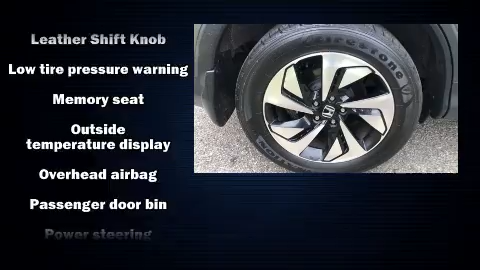 Leather Shift Knob
Low tire pressure warning
Memory seat
Outside
temperature display
Overhead airbag
Passenger door bin
Power steering
Firestone